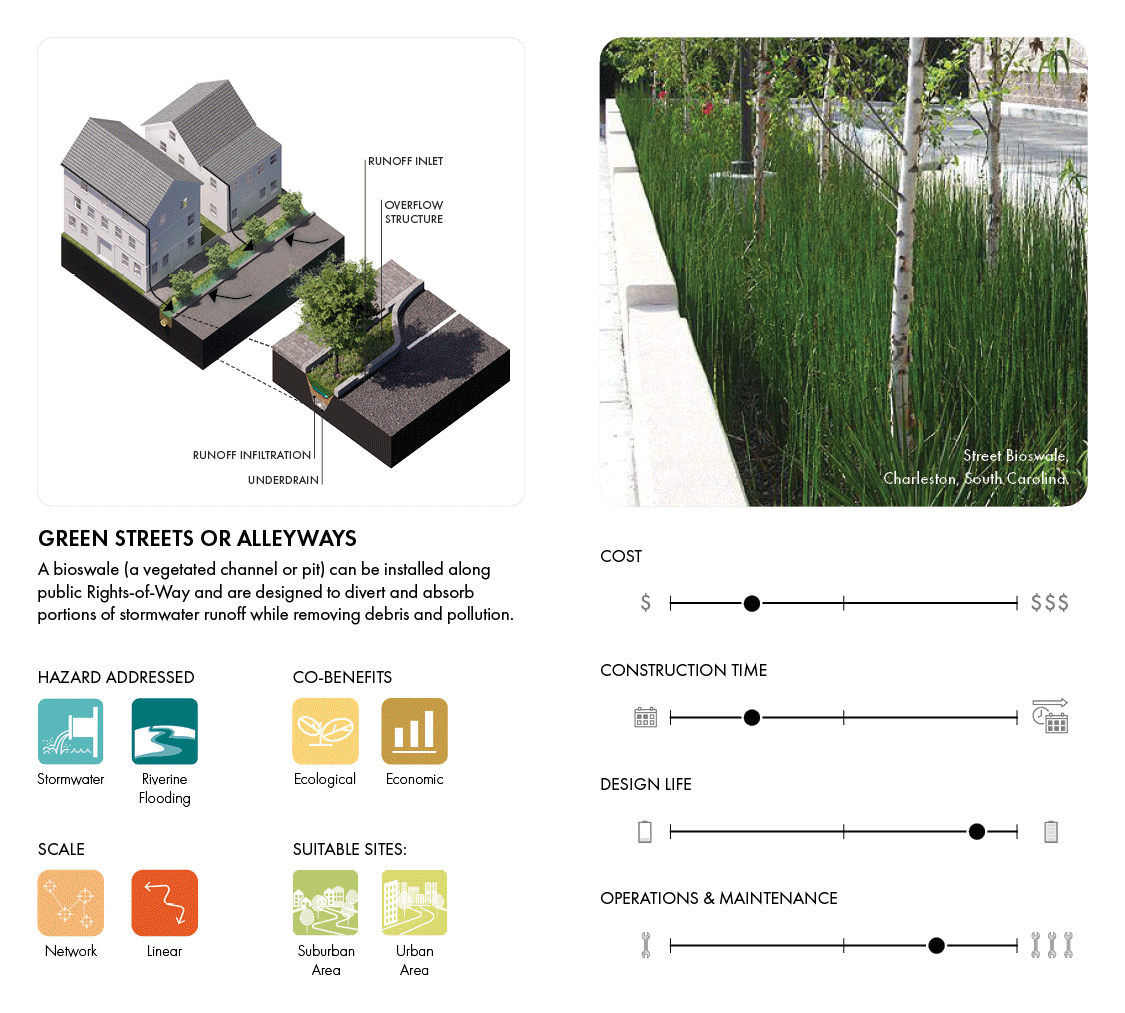 RUNOFF INLET
OVERFLOW
STRUCTURE
RUNOFF INFILTRATION
UNDERDRAIN
Street Bioswale,
Charleston, South Carolina.
GREEN STREETS OR ALLEYWAYS
A bioswale (a vegetated channel or pit) can be installed along
public Rights-of-Way and are designed to divert and absorb
portions of stormwater runoff while removing debris and pollution.
HAZARD ADDRESSED
Stormwater
Riverine
Flooding
CO-BENEFITS
Ecological
Economic
SCALE
Network
Linear
SUITABLE SITES:
Suburban
Area
Urban
Area
COST
$
$$$
CONSTRUCTION TIME
DESIGN LIFE
OPERATIONS & MAINTENANCE